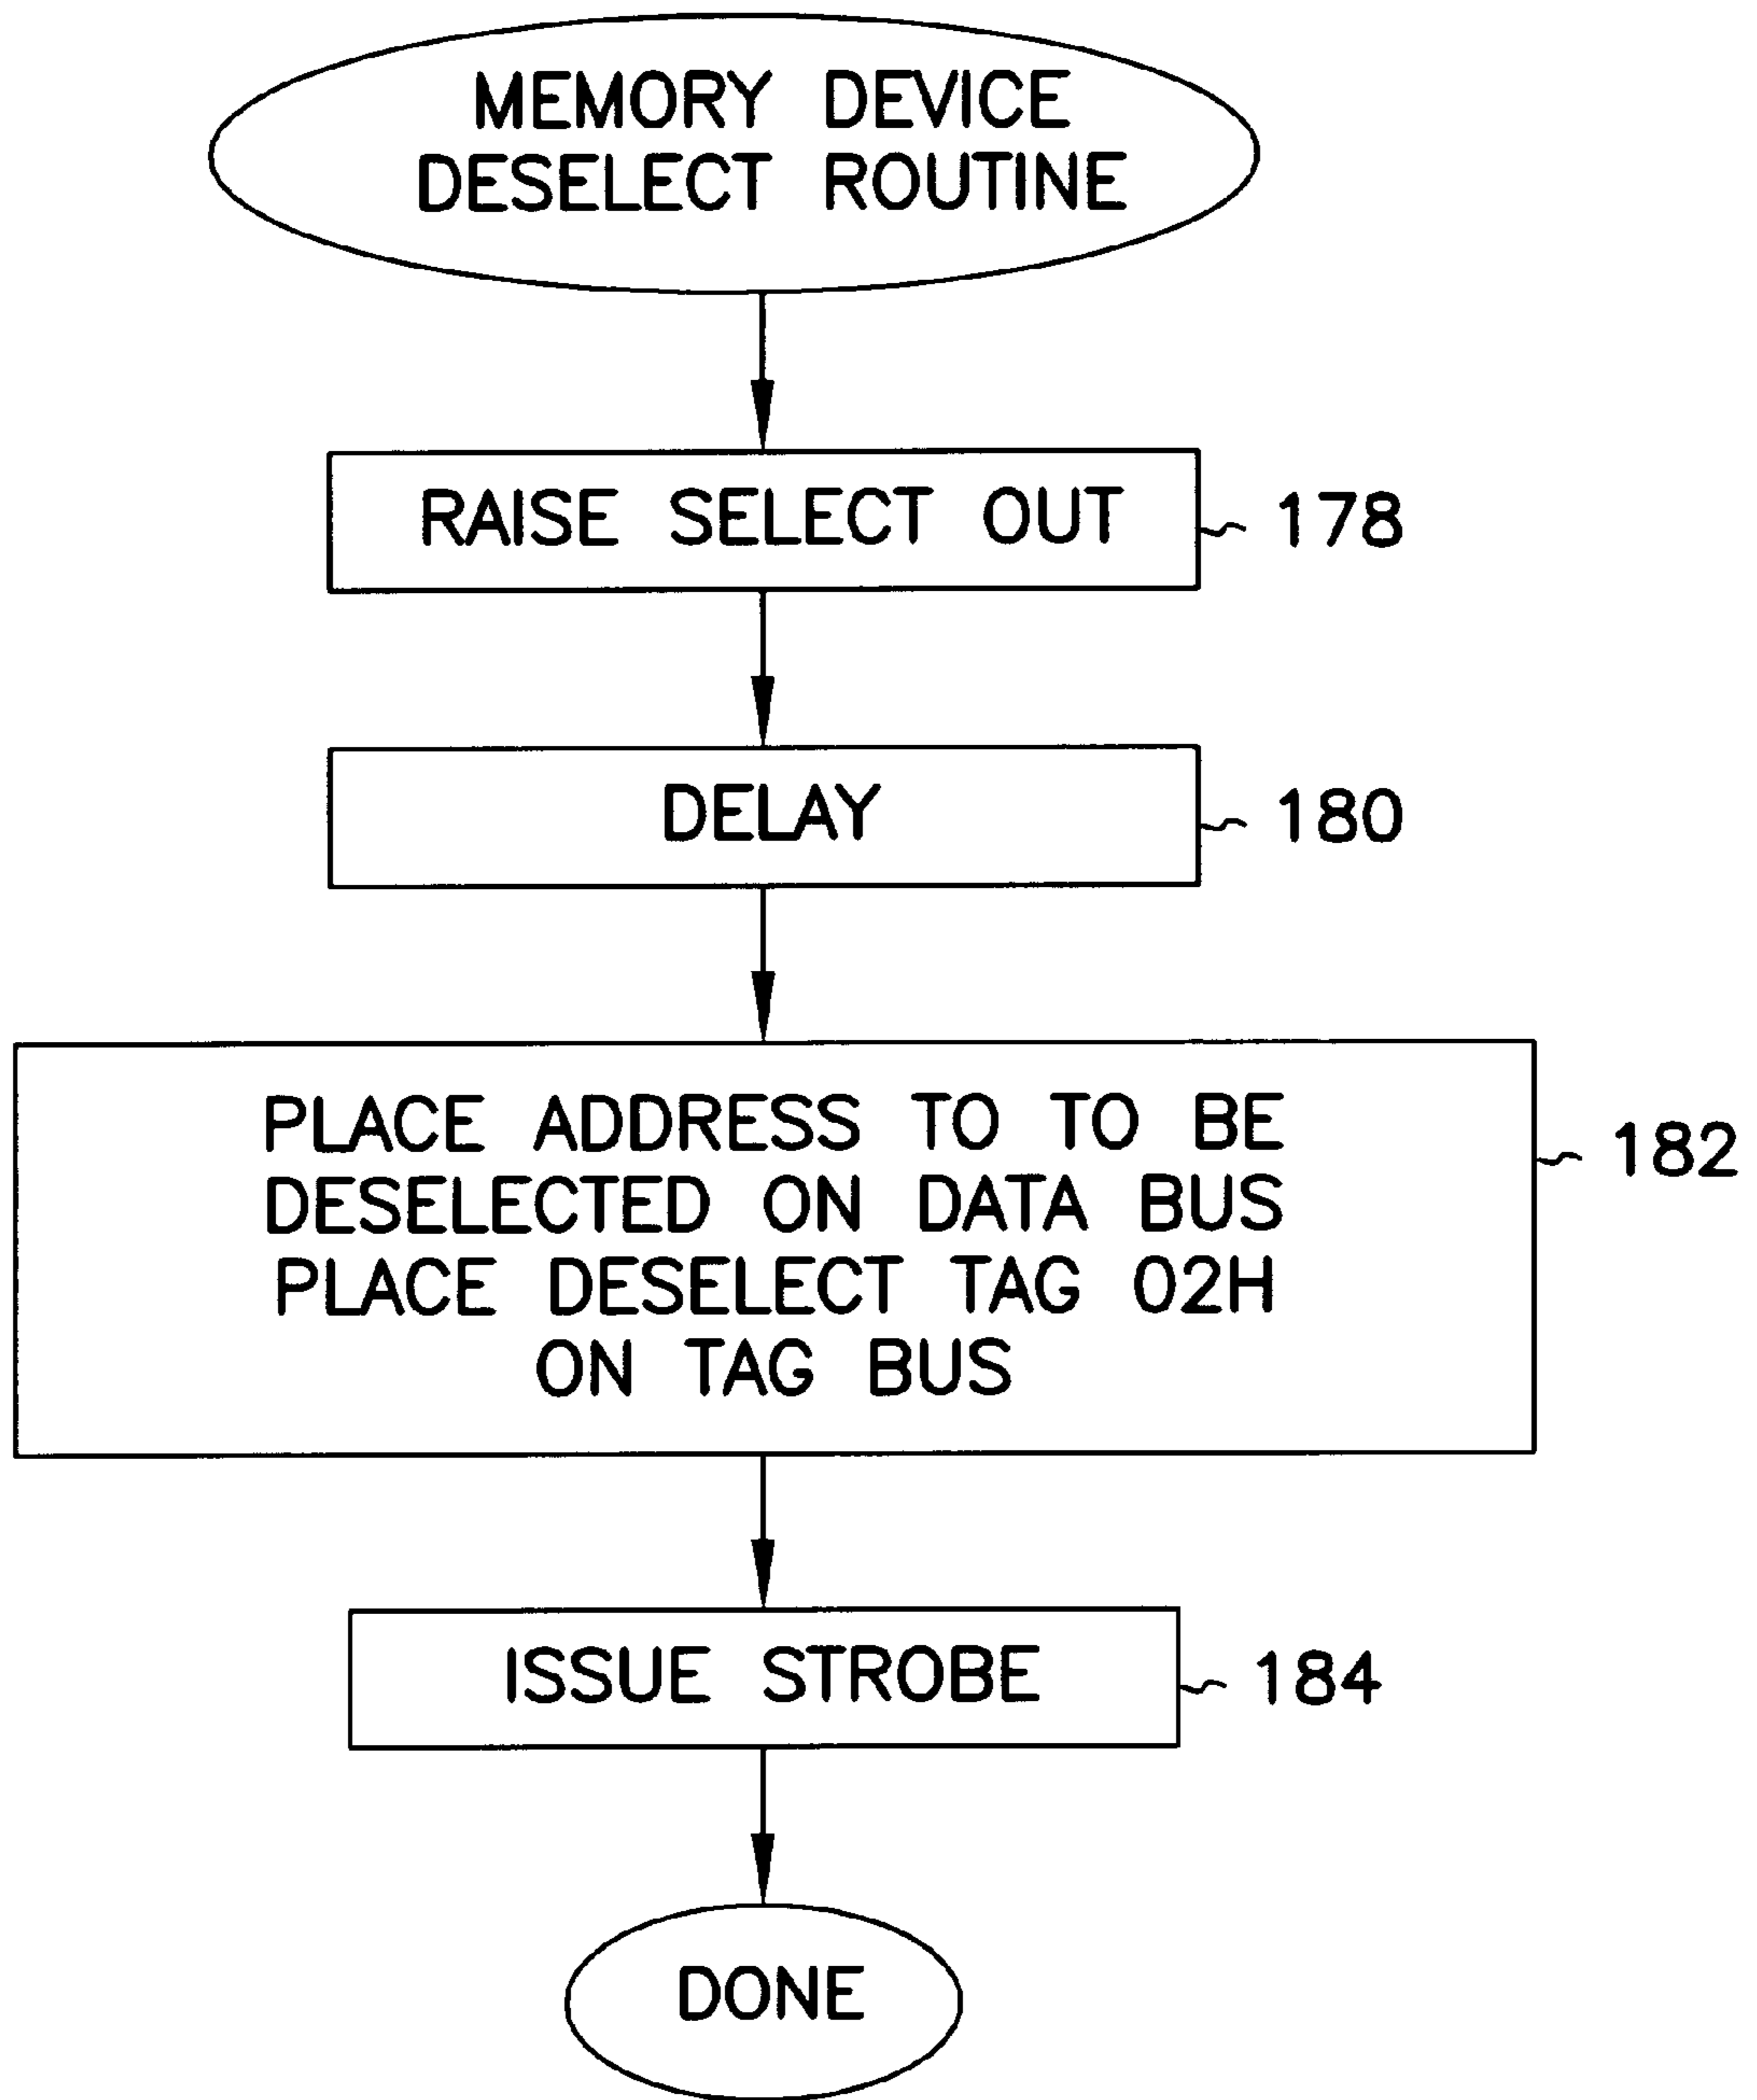 MEMORY DEVICE
DESELECT ROUTINE
RAISE SELECT OUT
178
DELAY
180
PLACE ADDRESS TO TO BE
DESELECTED ON DATA BUS
PLACE DESELECT TAG 02H
ON TAG BUS
182
ISSUE STROBE
184
DONE